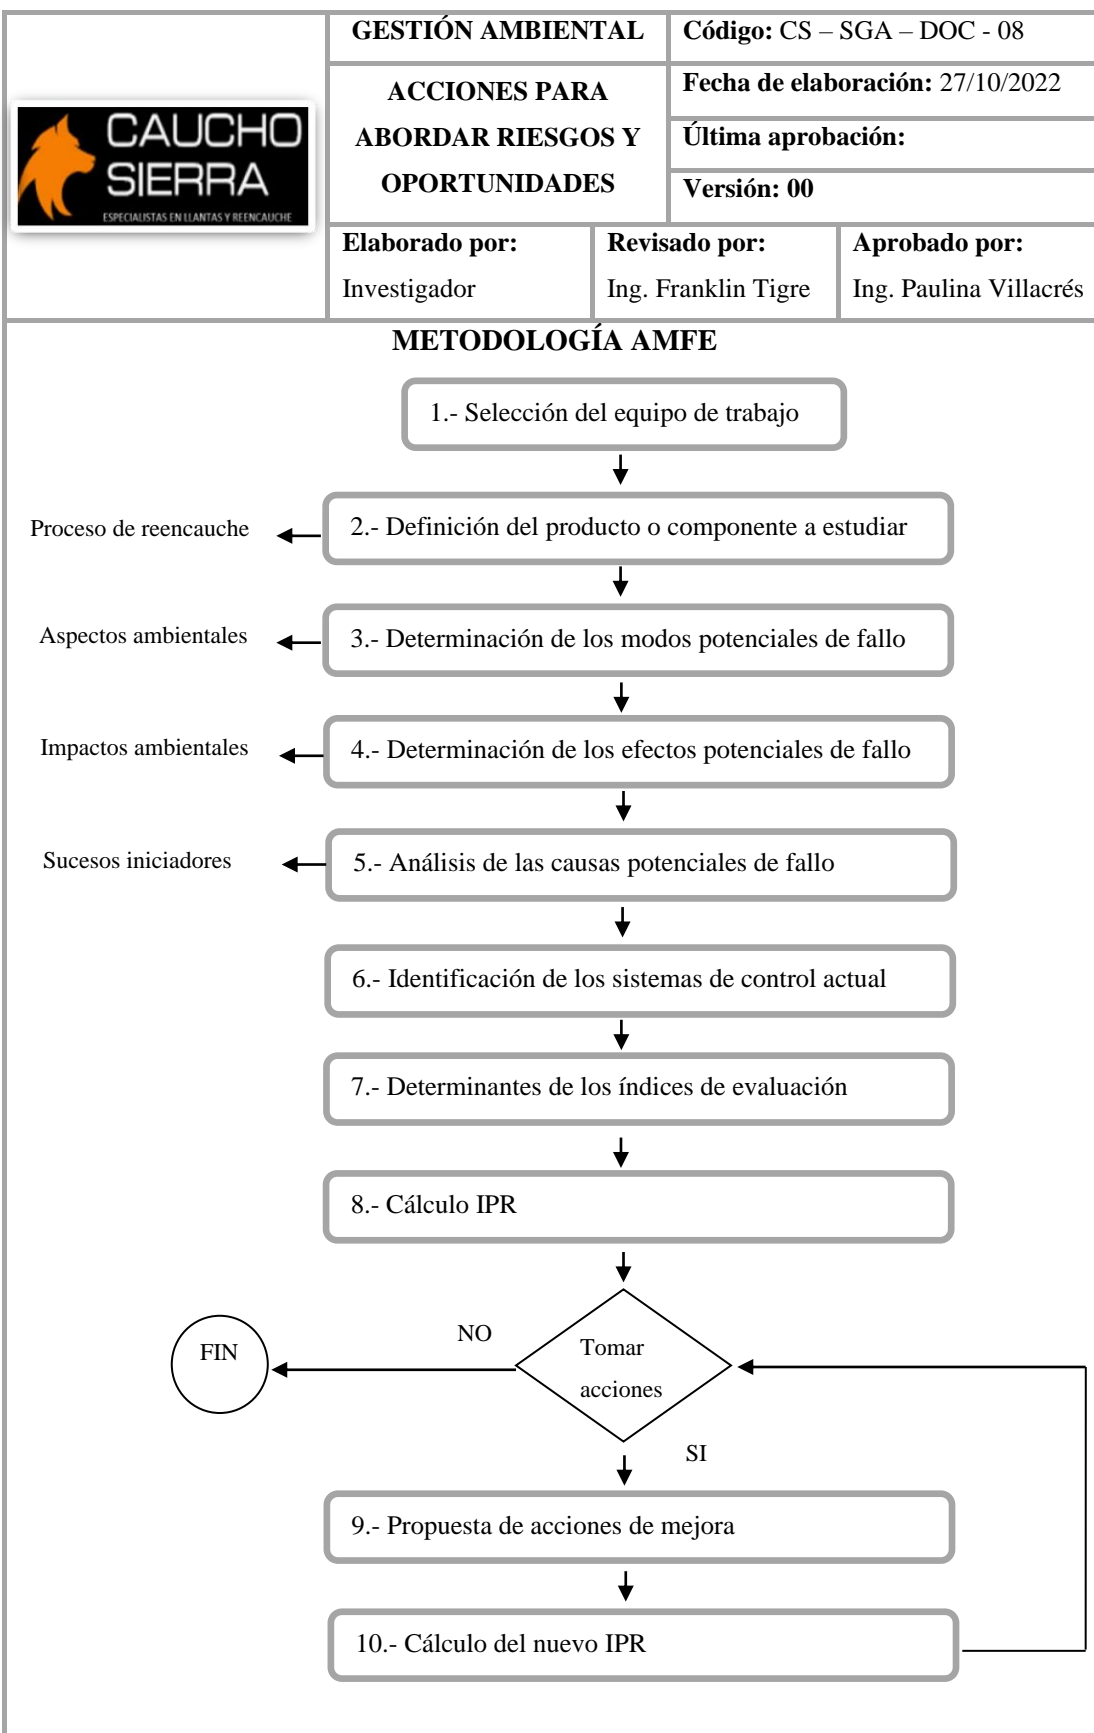 CAUCHO
SIERRA
ESPECIALISTAS EN LLANTAS Y REENCAUCHE
GESTIÓN AMBIENTAL
Código: CS – SGA – DOC - 08
ACCIONES PARA
ABORDAR RIESGOS Y
OPORTUNIDADES
Fecha de elaboración: 27/10/2022
Última aprobación:
Versión: 00
Elaborado por:
Investigador
Revisado por:
Ing. Franklin Tigre
Aprobado por:
Ing. Paulina Villacrés
METODOLOGÍA AMFE
1.- Selección del equipo de trabajo
Proceso de reencauche
2.- Definición del producto o componente a estudiar
Aspectos ambientales
3.- Determinación de los modos potenciales de fallo
Impactos ambientales
4.- Determinación de los efectos potenciales de fallo
Sucesos iniciadores
5.- Análisis de las causas potenciales de fallo
6.- Identificación de los sistemas de control actual
7.- Determinantes de los índices de evaluación
8.- Cálculo IPR
FIN
NO
Tomar
acciones
SI
9.- Propuesta de acciones de mejora
10.- Cálculo del nuevo IPR